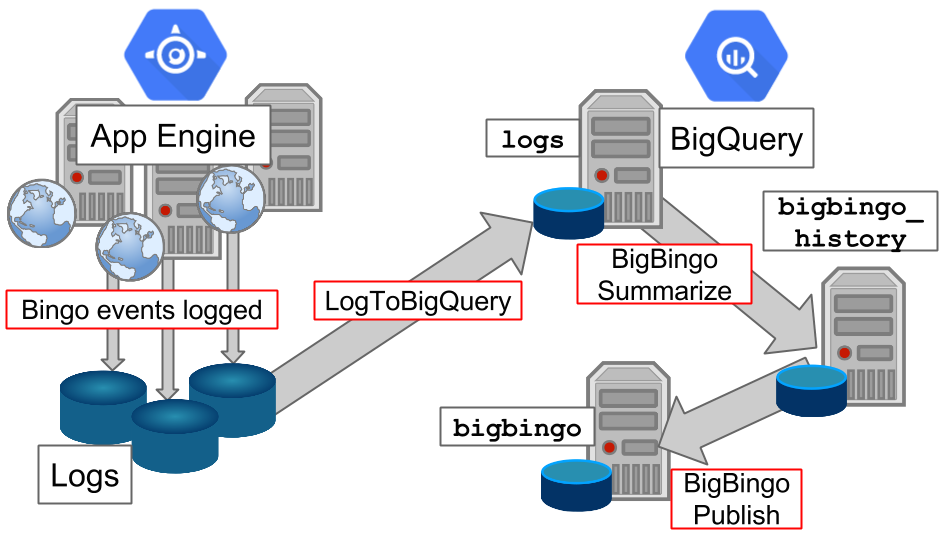 App Engine
Bingo events logged
Logs
LogToBigQuery
logs
BigQuery
bigbingo_
history
BigBingo
Summarize
bigbingo
BigBingo
Publish